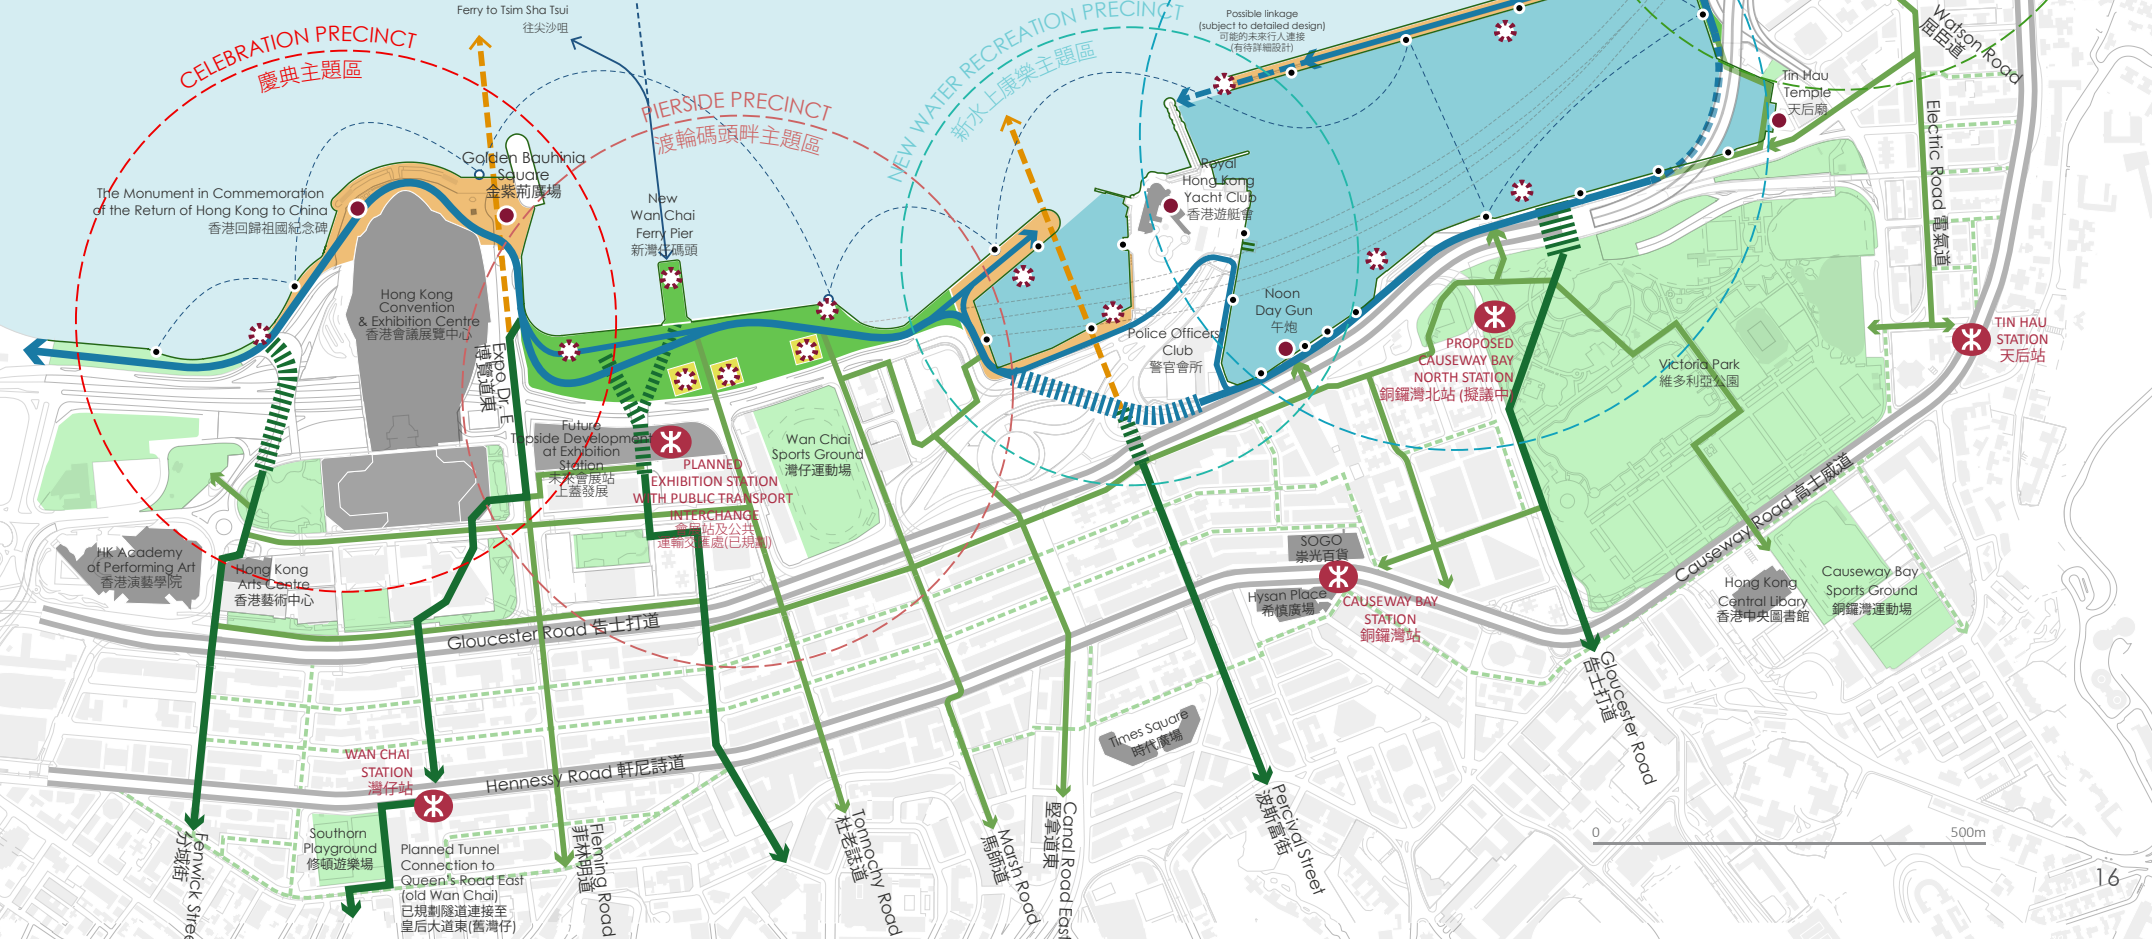 Ferry to Tsim Sha Tsui
往尖沙咀
CELEBRATION PRECINCT
慶典主題區
PIERSIDE PRECINCT
渡輪碼頭畔主題區
NEW WATER RECREATION PRECINCT
新水上康樂主題區
Possible linkage
(subject to detailed design)
可能的未來行人連接
(有待詳細設計)
Watson Road
屈臣道
Tin Hau
Temple
天后廟
Electric Road 電氣道
Golden Bauhinia
Square
金紫荊廣場
The Monument in Commemoration
of the Return of Hong Kong to China
香港回歸祖國紀念碑
New
Wan Chai
Ferry Pier
新灣仔碼頭
Royal
Hong Kong
Yacht Club
香港遊艇會
Hong Kong
Convention
& Exhibition Centre
香港會議展覽中心
Expo Dr. E
博覽道東
Noon
Day Gun
午炮
Police Officers
Club
警官會所
PROPOSED
CAUSEWAY BAY
NORTH STATION
銅鑼灣北站 (擬議中)
Victoria Park
維多利亞公園
TIN HAU
STATION
天后站
Future
Topside Development
at Exhibition
Station
未來會展站
上蓋發展
PLANNED
EXHIBITION STATION
WITH PUBLIC TRANSPORT
INTERCHANGE
會展站及公共
運輸交匯處(已規劃)
Wan Chai
Sports Ground
灣仔運動場
Causeway Road 高士威道
HK Academy
of Performing Art
香港演藝學院
Hong Kong
Arts Centre
香港藝術中心
SOGO
崇光百貨
Hysan Place
希慎廣場
CAUSEWAY BAY
STATION
銅鑼灣站
Hong Kong
Central Libary
香港中央圖書館
Causeway Bay
Sports Ground
銅鑼灣運動場
Gloucester Road 告士打道
Gloucester Road
告士打道
Times Square
時代廣場
WAN CHAI
STATION
灣仔站
Hennessy Road 軒尼詩道
Fenwick Stree
分域街
Southorn
Playground
修頓遊樂場
Planned Tunnel
Connection to
Queen's Road East
(old Wan Chai)
已規劃隧道連接至
皇后大道東(舊灣仔)
Fleming Road
菲林明道
Tonnochy Road
杜老誌道
Marsh Road
馬師道
Canal Road East
堅拿道東
Percival Street
波斯富街
0 500m
16